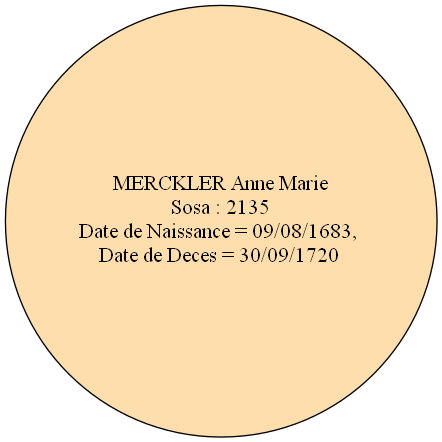 MERCKLER Anne Marie
Sosa : 2135
Date de Naissance = 09/08/1683,
Date de Deces = 30/09/1720